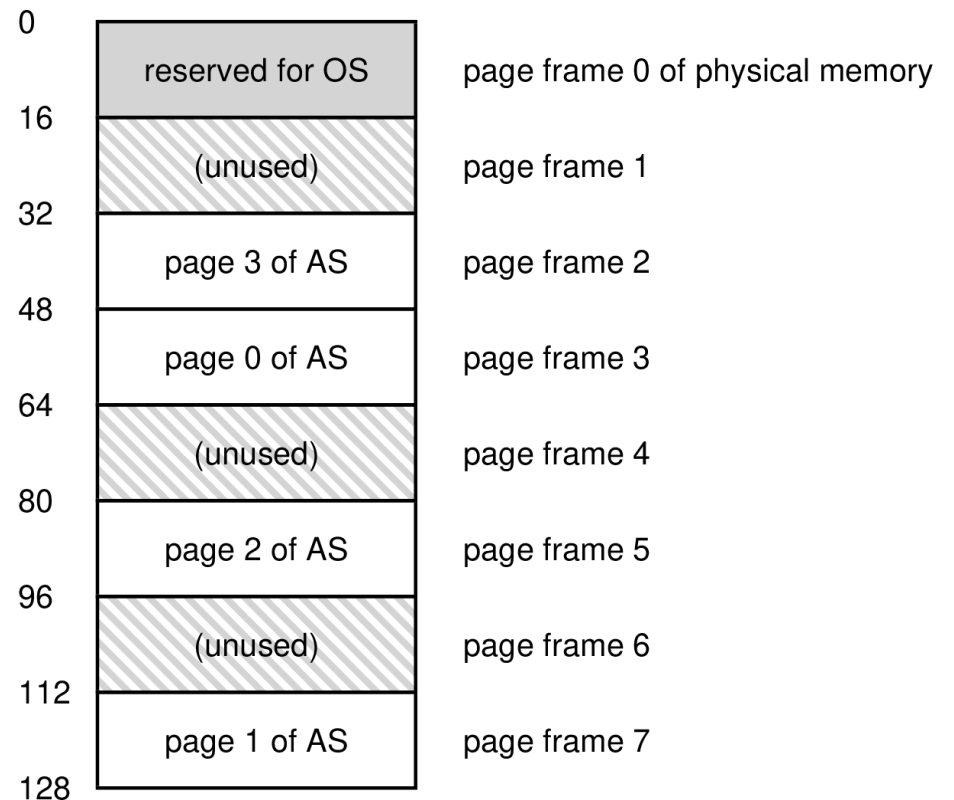 0
reserved for OS page frame 0 of physical memory
16
(unused) page frame 1
32
page 3 of AS page frame 2
48
page 0 of AS page frame 3
64
(unused) page frame 4
80
page 2 of AS page frame 5
96
(unused) page frame 6
112
page 1 of AS page frame 7
128